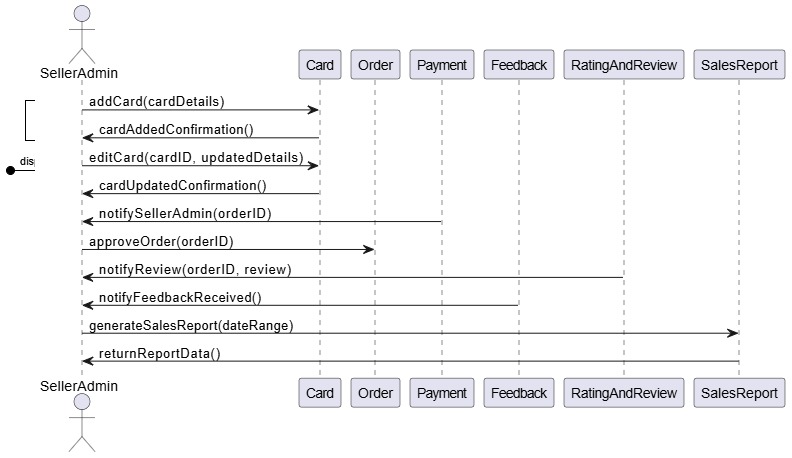 SellerAdmin
Card Order Payment Feedback RatingAndReview SalesReport
addCard(cardDetails)
cardAddedConfirmation()
editCard(cardID, updatedDetails)
cardUpdatedConfirmation()
notifySellerAdmin(orderID)
approveOrder(orderID)
notifyReview(orderID, review)
notifyFeedbackReceived()
generateSalesReport(dateRange)
returnReportData()
SellerAdmin
Card Order Payment Feedback RatingAndReview SalesReport